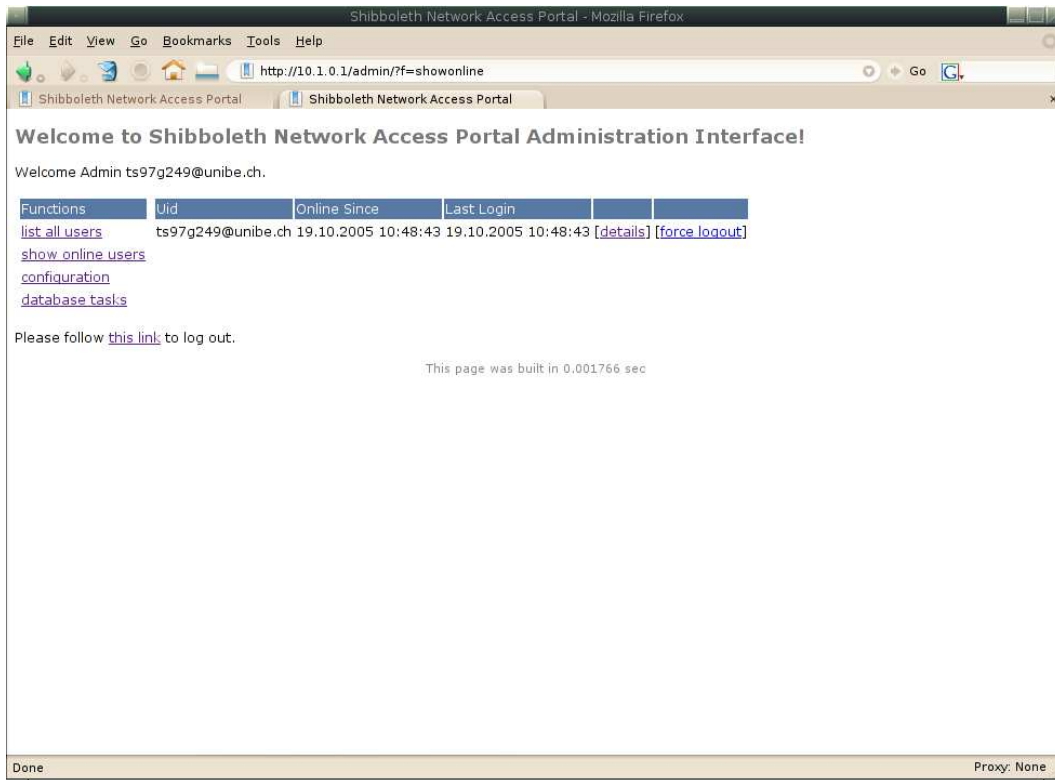 Shibboleth Network Access Portal - Mozilla Firefox
File Edit View Go Bookmarks Tools Help
http://10.1.0.1/admin/?f=showonline Go G
Shibboleth Network Access Portal Shibboleth Network Access Portal x
Welcome to Shibboleth Network Access Portal Administration Interface!
Welcome Admin ts97g249@unibe.ch.
Functions Uid Online Since Last Login
list all users ts97g249@unibe.ch 19.10.2005 10:48:43 19.10.2005 10:48:43 [details] [force logout]
show online users
configuration
database tasks
Please follow this link to log out.
This page was built in 0.001766 sec
Done Proxy: None